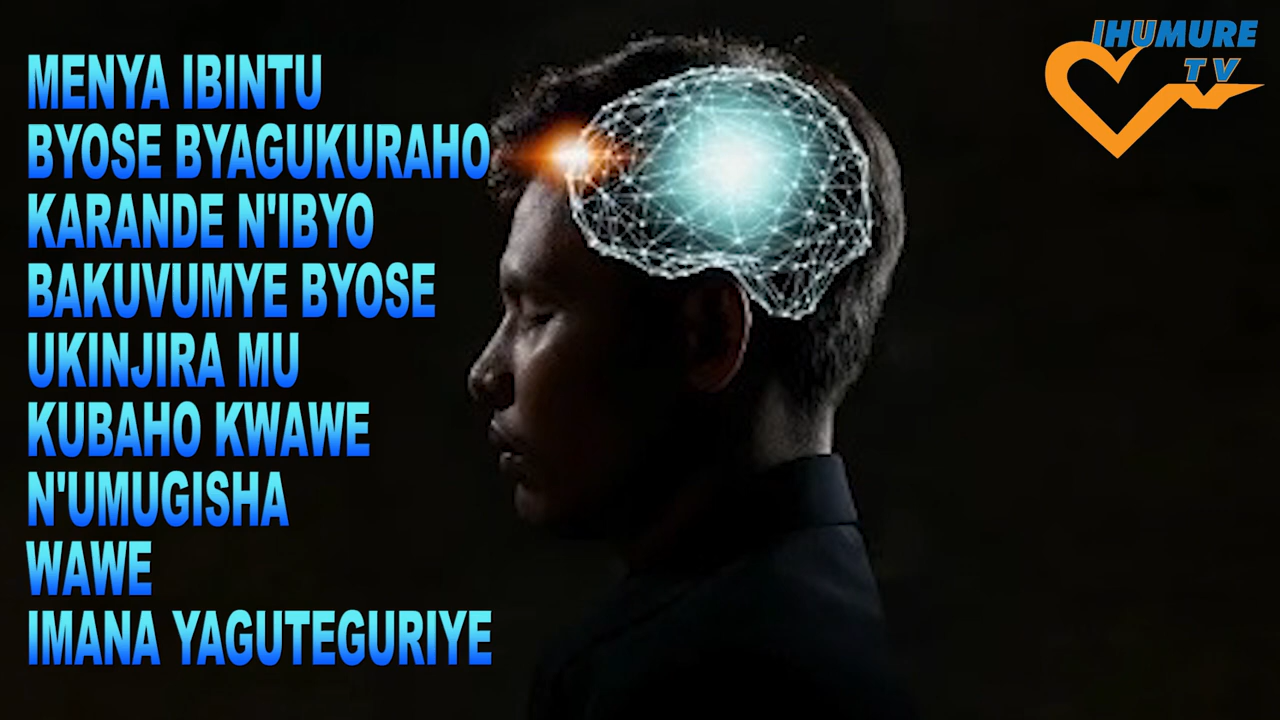 MENYA IBINTU
BYOSE BYAGUKURAHO
KARANDE N'IBYO
BAKUVUMYE BYOSE
UKINJIRA MU
KUBAHO KWAWE
N'UMUGISHA
WAWE
IMANA YAGUTEGURIYE
IHUMURE
TV